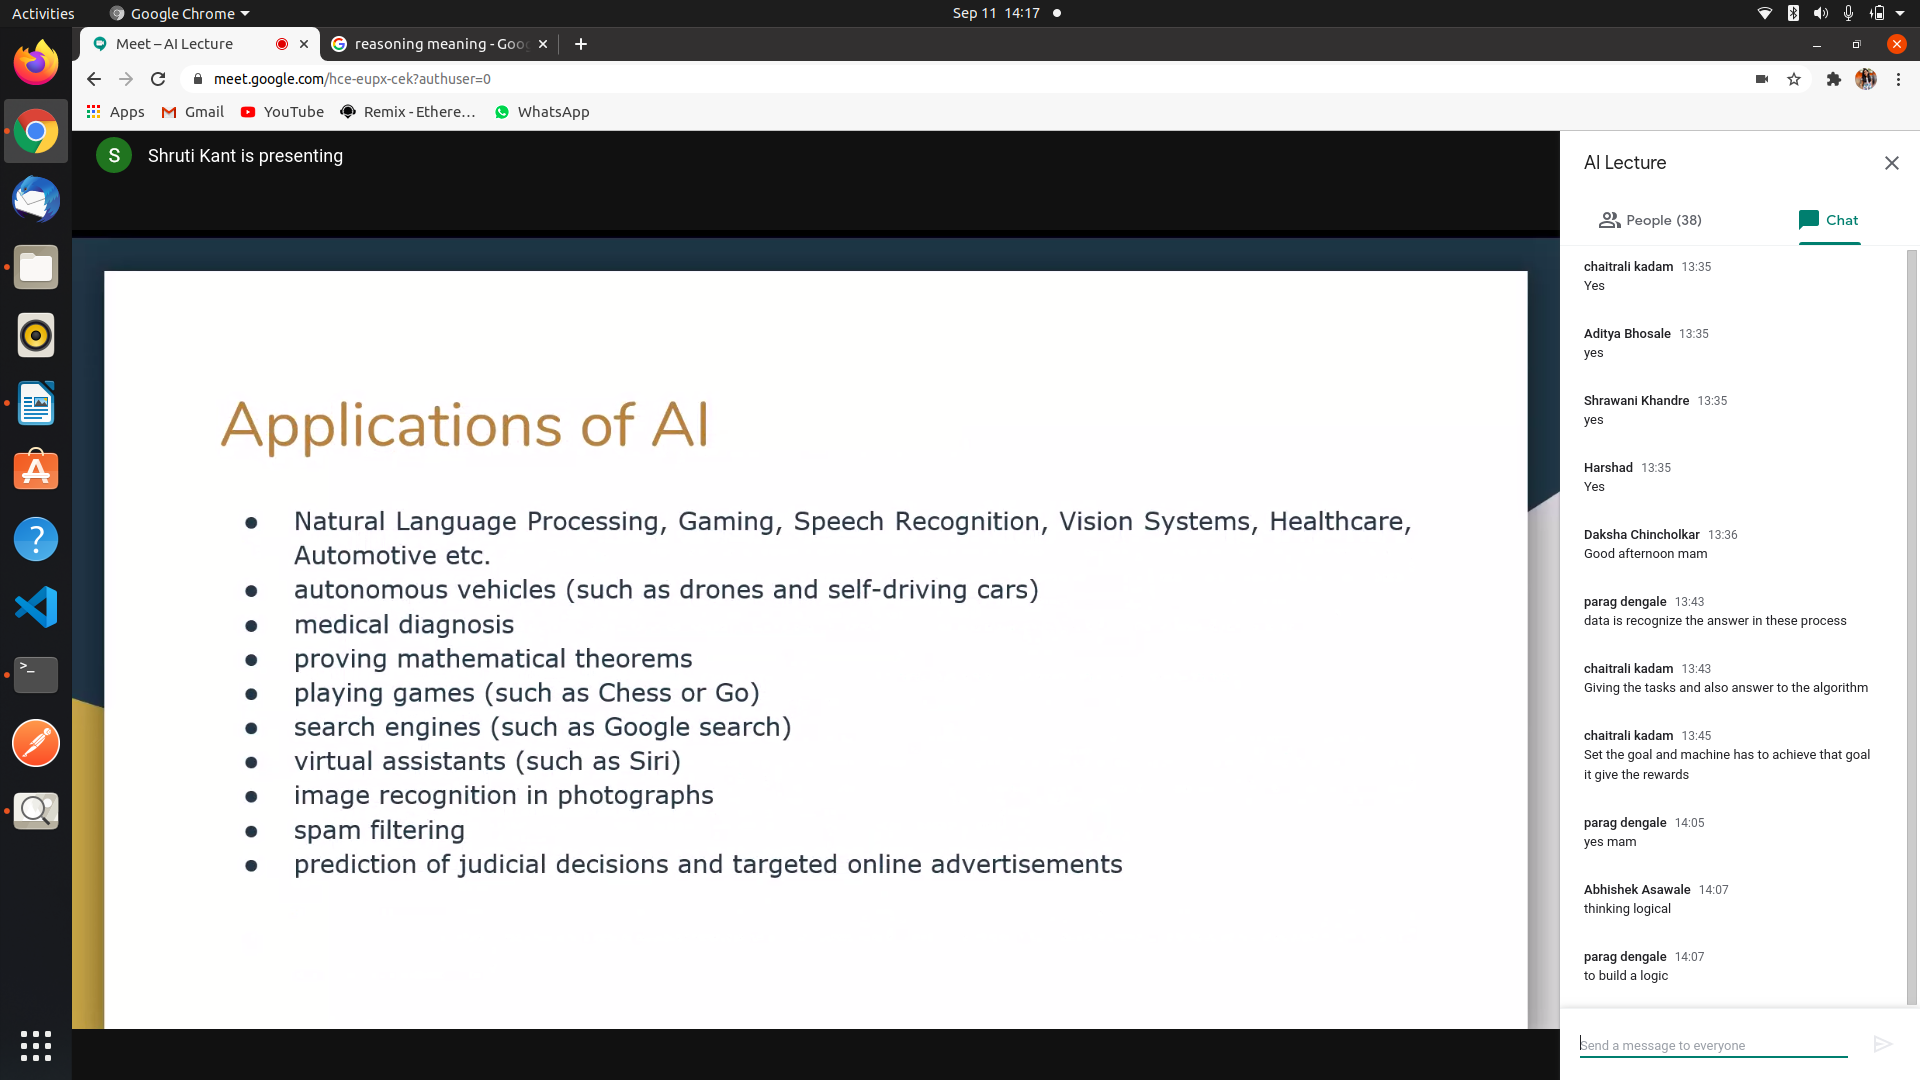 Activities
Google Chrome
Sep 11 14:17
Meet – AI Lecture
reasoning meaning - Goo
meet.google.com/hce-eupx-cek?authuser=0
Apps
Gmail
YouTube
Remix - Ethere...
WhatsApp
S
Shruti Kant is presenting
Applications of AI
● Natural Language Processing, Gaming, Speech Recognition, Vision Systems, Healthcare,
Automotive etc.
● autonomous vehicles (such as drones and self-driving cars)
● medical diagnosis
● proving mathematical theorems
● playing games (such as Chess or Go)
● search engines (such as Google search)
● virtual assistants (such as Siri)
● image recognition in photographs
● spam filtering
● prediction of judicial decisions and targeted online advertisements
AI Lecture
People (38)
Chat
chaitrali kadam 13:35
Yes
Aditya Bhosale 13:35
yes
Shrawani Khandre 13:35
yes
Harshad 13:35
Yes
Daksha Chincholkar 13:36
Good afternoon mam
parag dengale 13:43
data is recognize the answer in these process
chaitrali kadam 13:43
Giving the tasks and also answer to the algorithm
chaitrali kadam 13:45
Set the goal and machine has to achieve that goal
it give the rewards
parag dengale 14:05
yes mam
Abhishek Asawale 14:07
thinking logical
parag dengale 14:07
to build a logic
Send a message to everyone